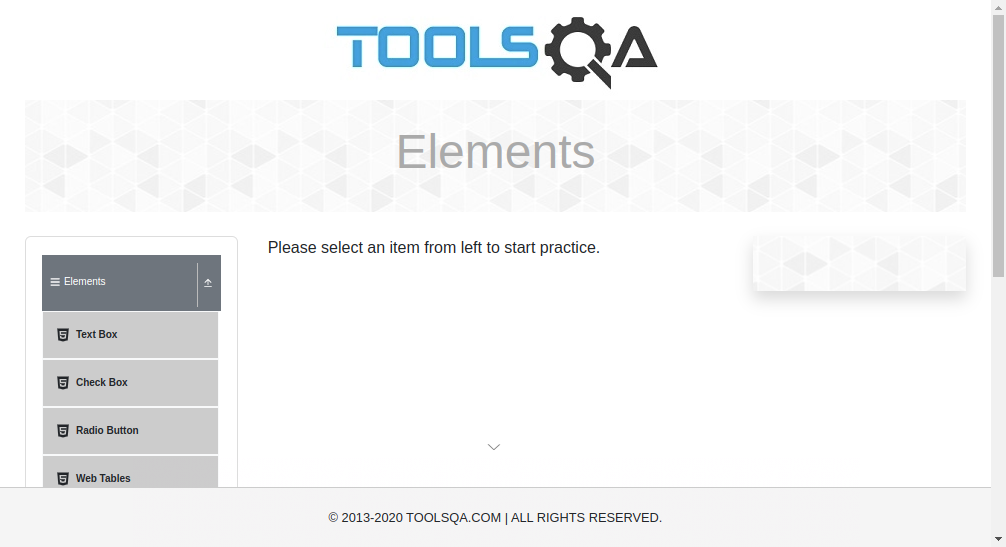 TOOLSQA
Elements
Elements
Text Box
Check Box
Radio Button
Web Tables
Please select an item from left to start practice.
© 2013-2020 TOOLSQA.COM | ALL RIGHTS RESERVED.